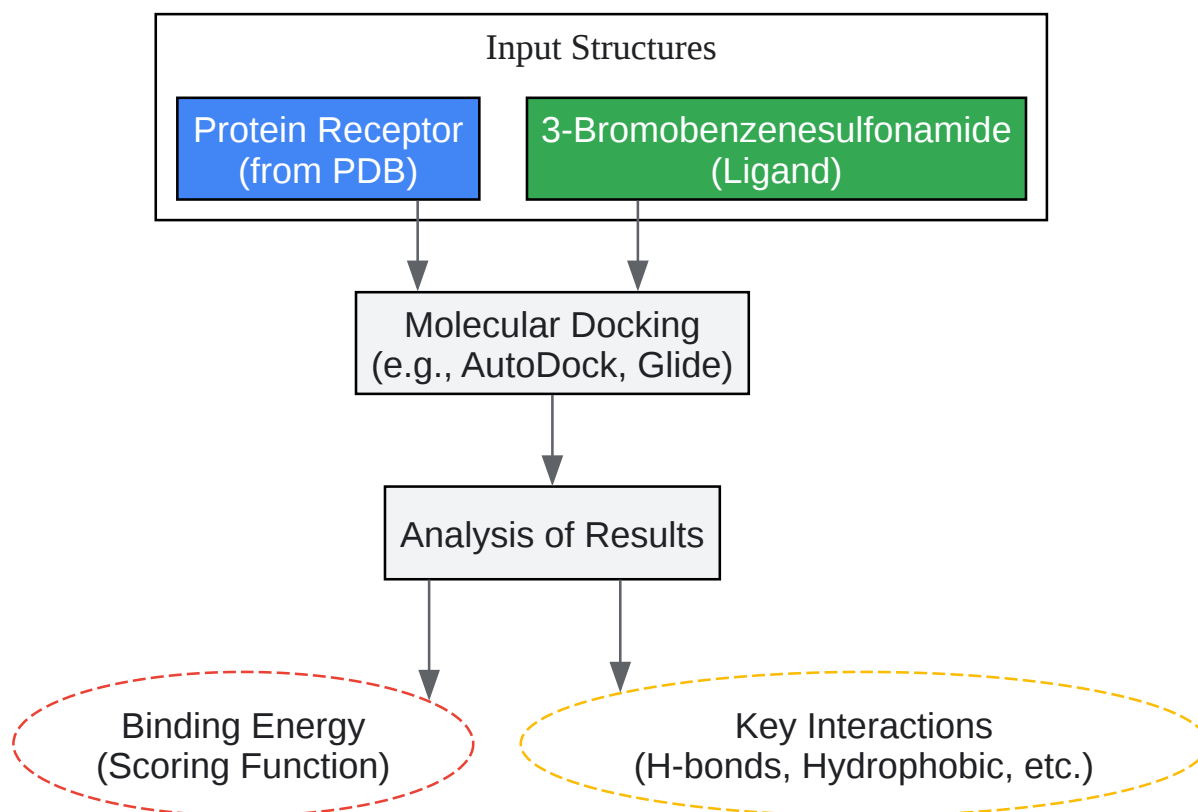 Input Structures
Protein Receptor
(from PDB)
3-Bromobenzenesulfonamide
(Ligand)
Molecular Docking
(e.g., AutoDock, Glide)
Analysis of Results
Binding Energy
(Scoring Function)
Key Interactions
(H-bonds, Hydrophobic, etc.)